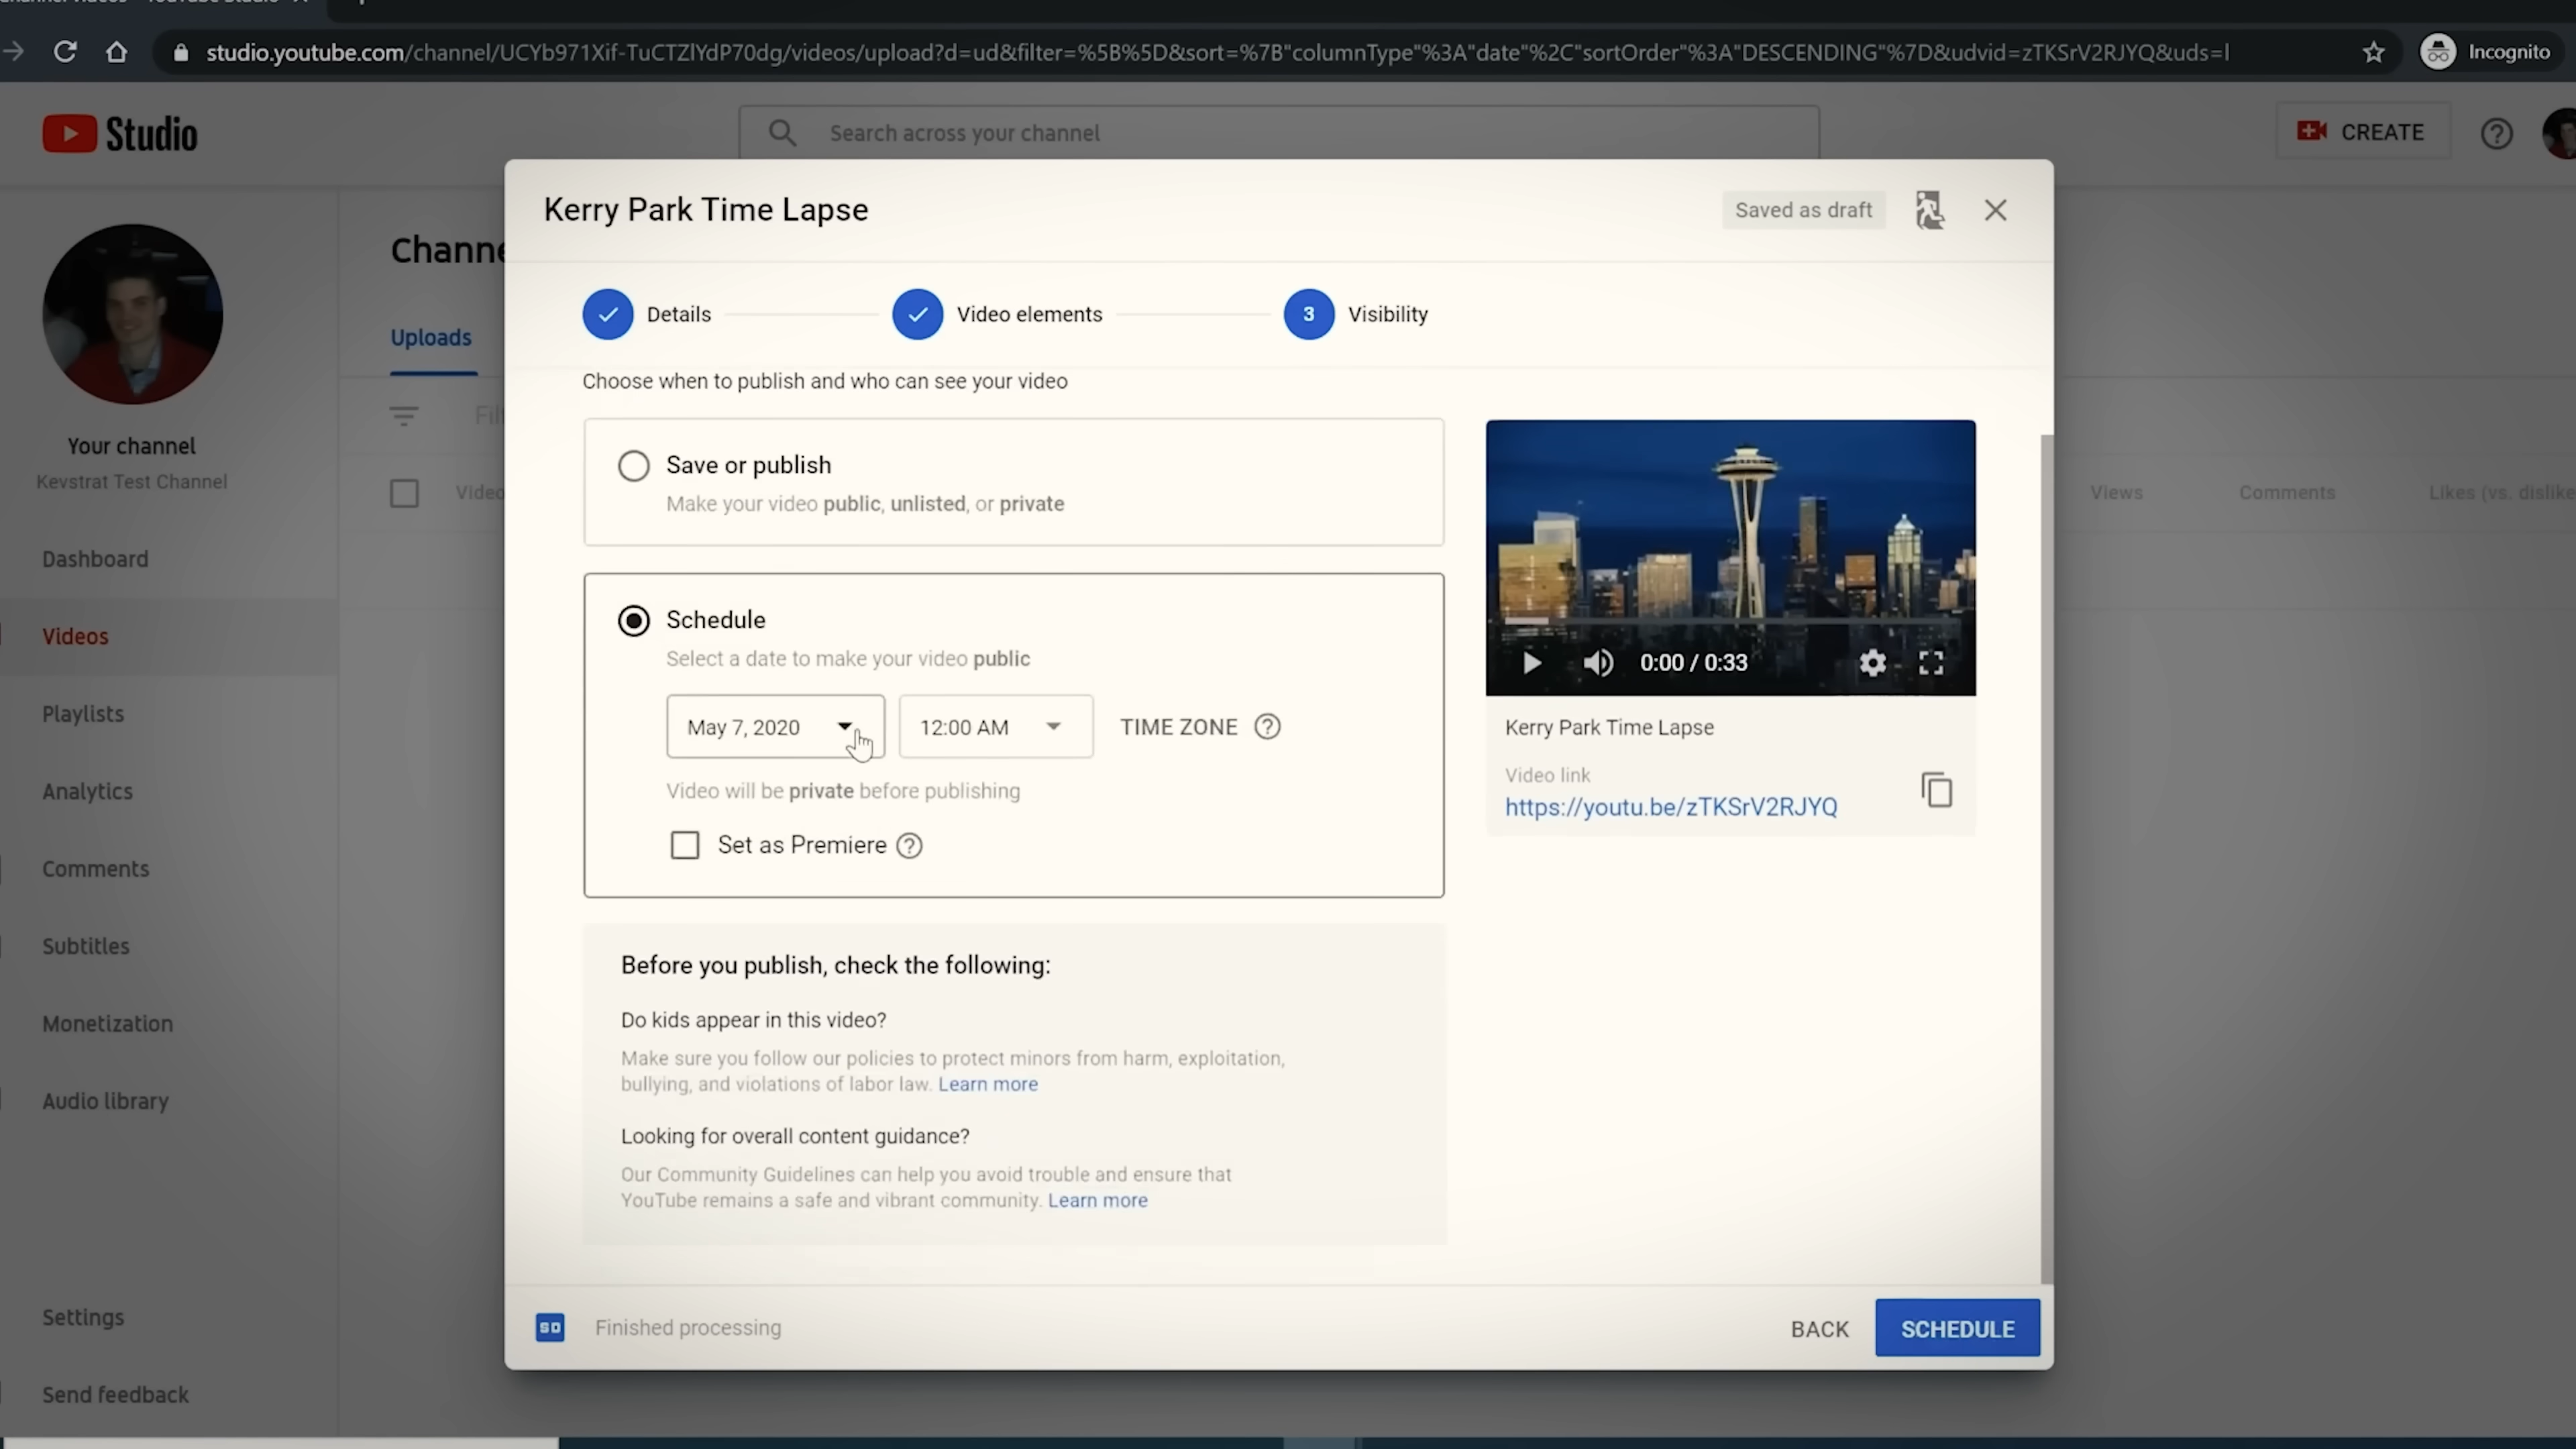 studio.youtube.com/channel/UCYb971Xif-TuCTZlYdP70dg/videos/upload?d=ud&filter=%5B%5D&sort=%7B"columnType"%3A"date"%2C"sortOrder"%3A"DESCENDING"%7D&udvid=zTKSrV2RJYQ&uds=l
Incognito
Studio
Search across your channel
CREATE
Kerry Park Time Lapse
Saved as draft
Details
Video elements
3
Visibility
Choose when to publish and who can see your video
Save or publish
Make your video public, unlisted, or private
Schedule
Select a date to make your video public
May 7, 2020
12:00 AM
TIME ZONE
Video will be private before publishing
Set as Premiere
Before you publish, check the following:
Do kids appear in this video?
Make sure you follow our policies to protect minors from harm, exploitation,
bullying, and violations of labor law. Learn more
Looking for overall content guidance?
Our Community Guidelines can help you avoid trouble and ensure that
YouTube remains a safe and vibrant community. Learn more
0:00 / 0:33
Kerry Park Time Lapse
Video link
https://youtu.be/zTKSrV2RJYQ
SD
Finished processing
BACK
SCHEDULE
Your channel
Kevstrat Test Channel
Dashboard
Videos
Playlists
Analytics
Comments
Subtitles
Monetization
Audio library
Settings
Send feedback
Uploads
Views
Comments
Likes (vs.